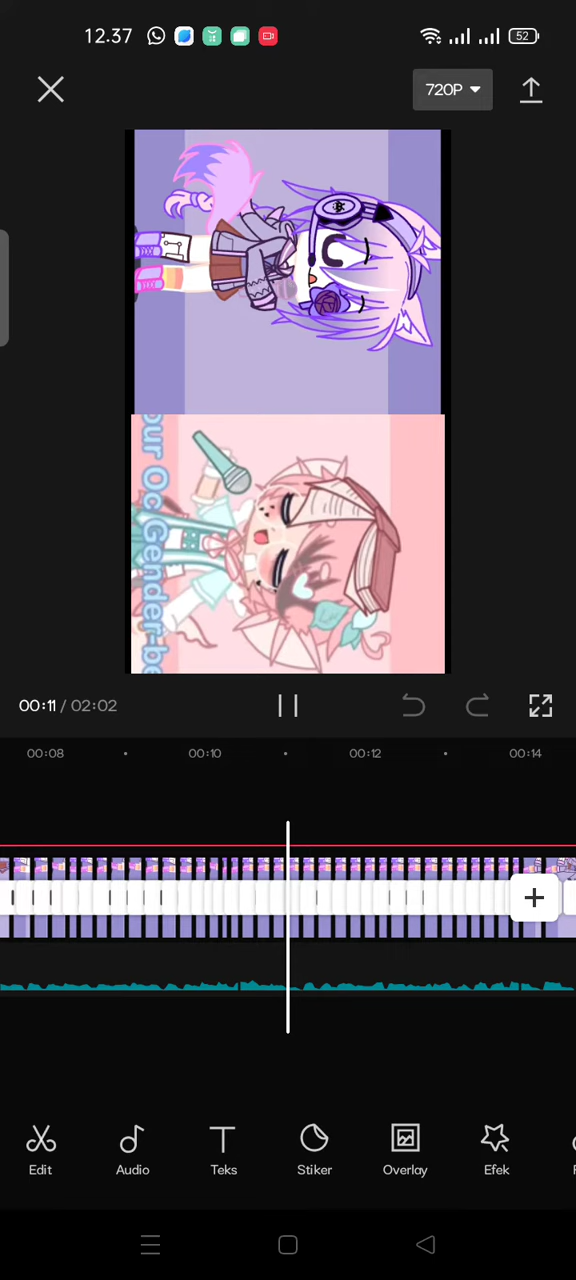 12.37
52
720P
our Oc Gender-be
00:11 / 02:02
00:08
00:10
00:12
00:14
Edit
Audio
Teks
Stiker
Overlay
Efek